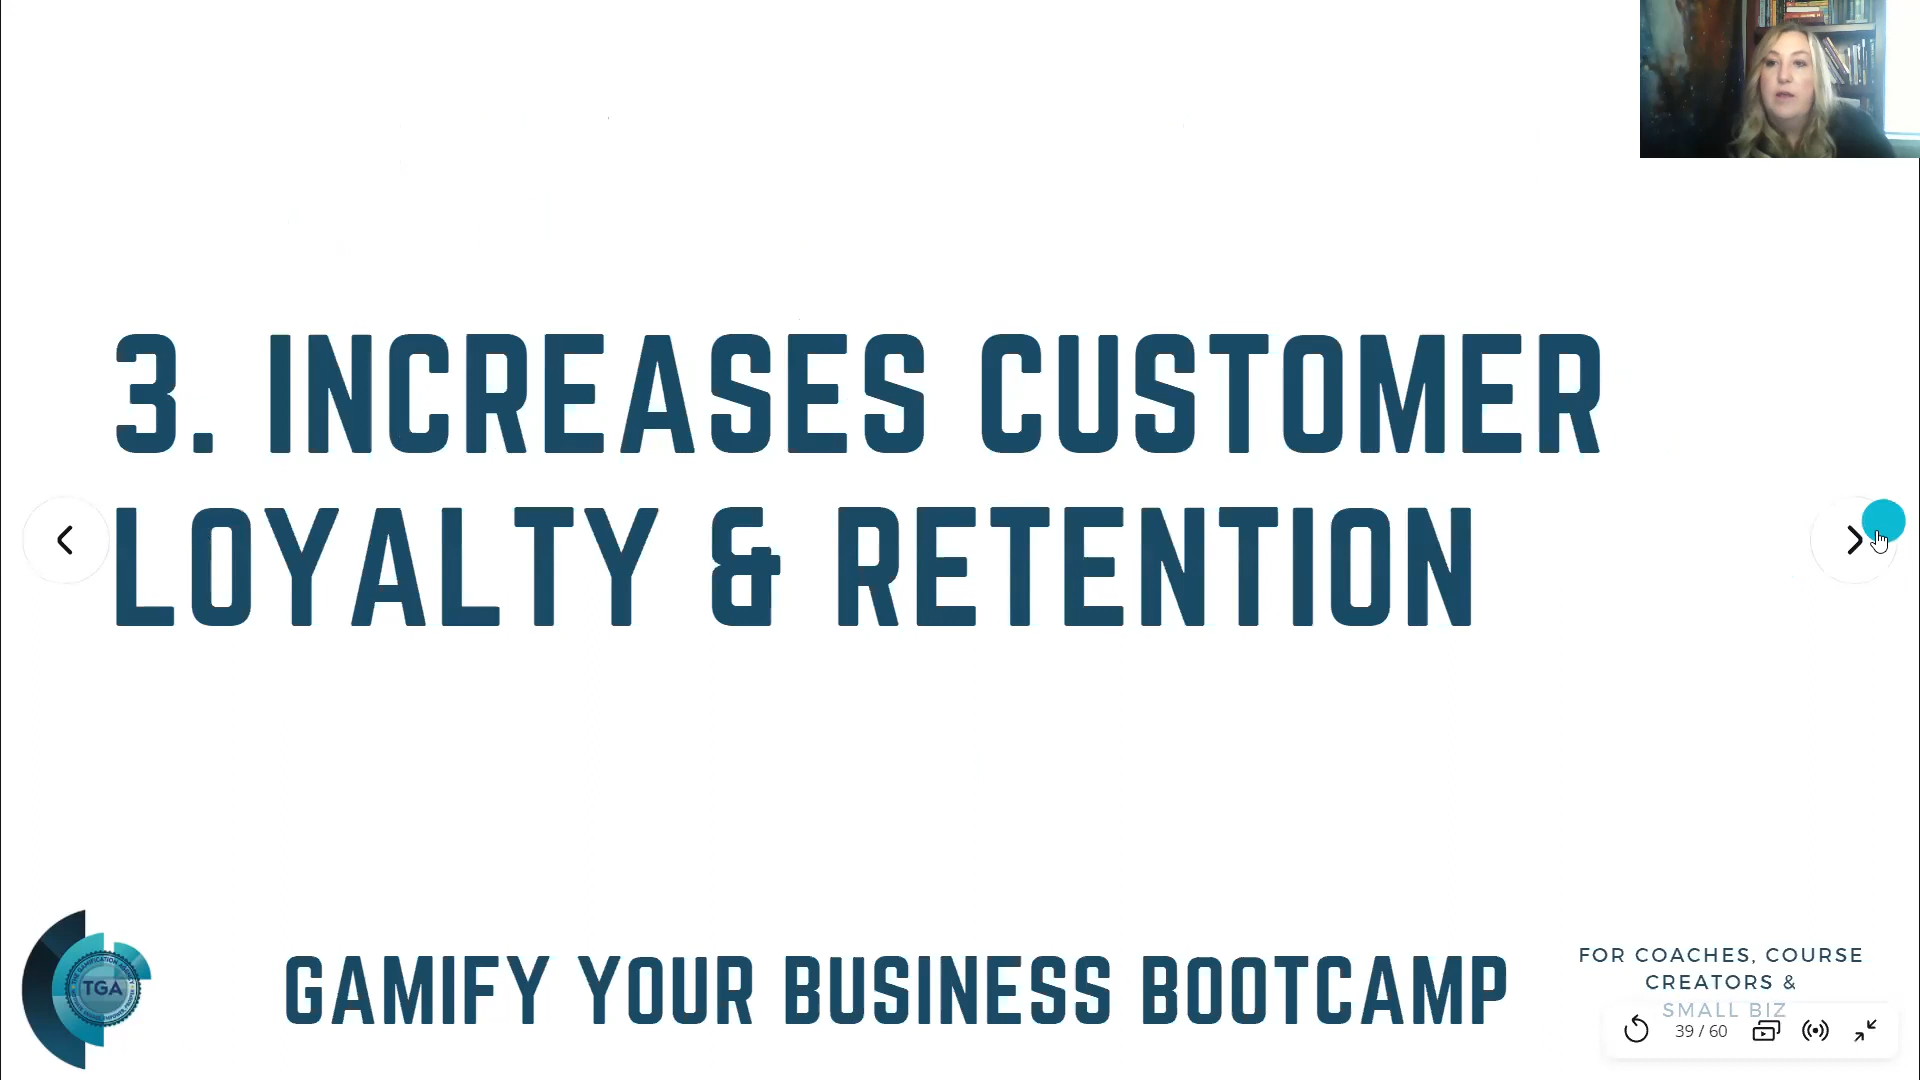 3. INCREASES CUSTOMER
LOYALTY & RETENTION
TGA
GAMIFY YOUR BUSINESS BOOTCAMP
FOR COACHES, COURSE
CREATORS &
SMALL BIZ
39 / 60